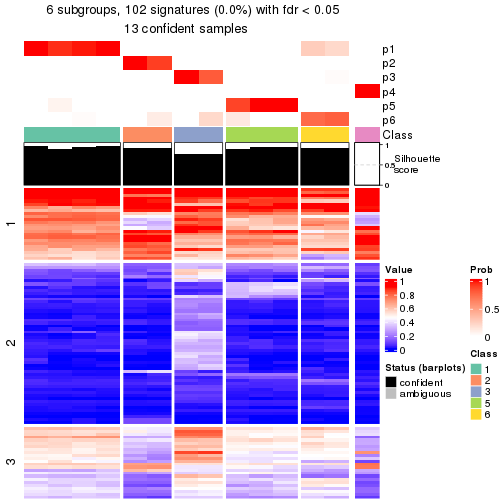 6 subgroups, 102 signatures (0.0%) with fdr < 0.05
13 confident samples
p1
p2
p3
p4
p5
p6
Class
1
0.5
0
Silhouette
score
1
2
3
Value
1
0.8
0.6
0.4
0.2
0
Prob
1
0.5
0
Status (barplots)
confident
ambiguous
Class
1
2
3
5
6